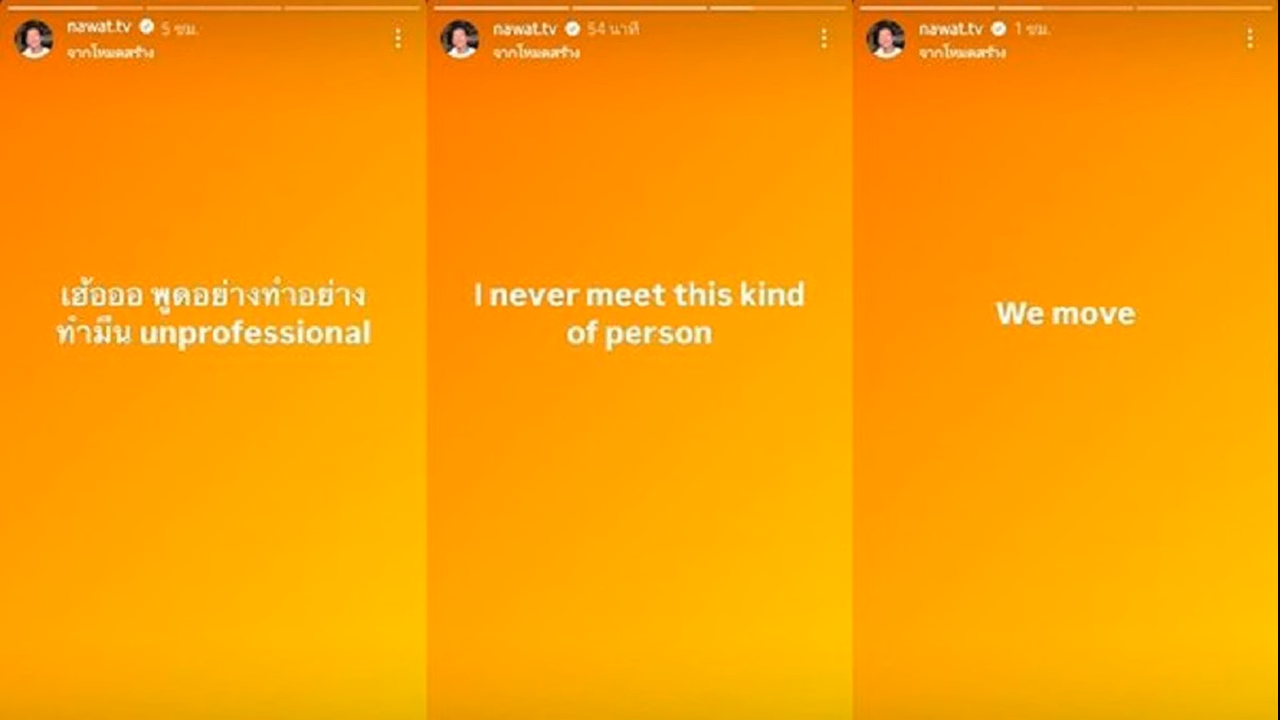 nawat.tv 5 ชม.
จากโหมดสร้าง
เฮ้อออ พูดอย่างทำอย่าง
ทำมึน unprofessional
nawat.tv 54 นาที
จากโหมดสร้าง
I never meet this kind
of person
nawat.tv 1 ชม.
จากโหมดสร้าง
We move